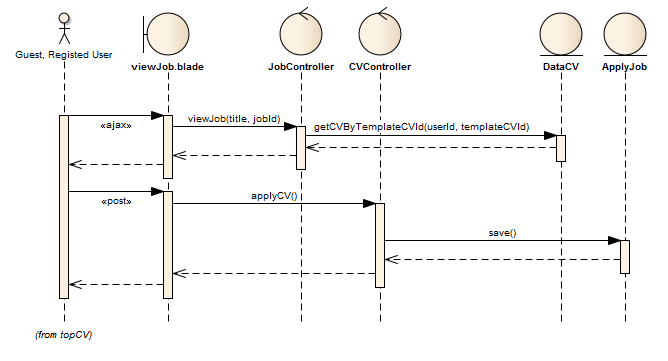 Guest, Registed User
viewJob.blade
JobController
CVController
DataCV
ApplyJob
«ajax»
viewJob(title, jobId)
getCVByTemplateCVId(userId, templateCVId)
«post»
applyCV()
save()
(from topCV)